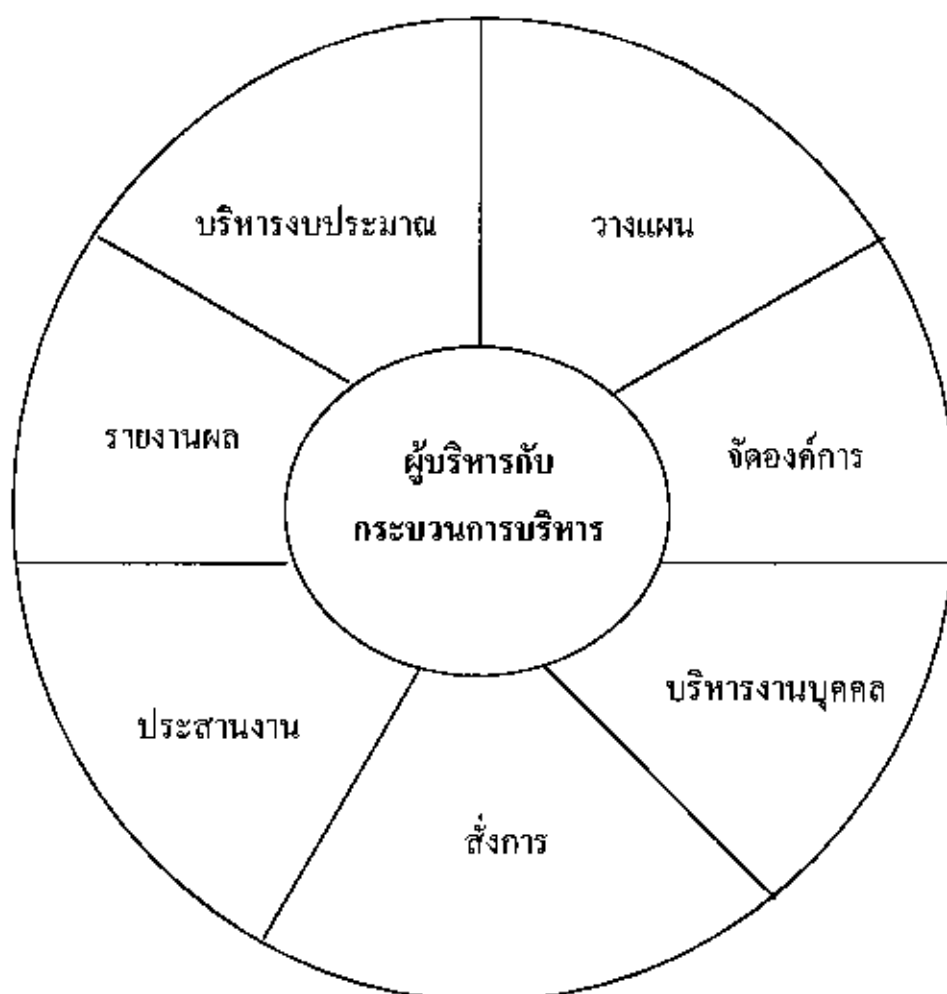 บริหารงบประมาณ
วางแผน
รายงานผล
ผู้บริหารกับ
กระบวนการบริหาร
จัดองค์การ
บริหารงานบุคคล
ประสานงาน
สั่งการ